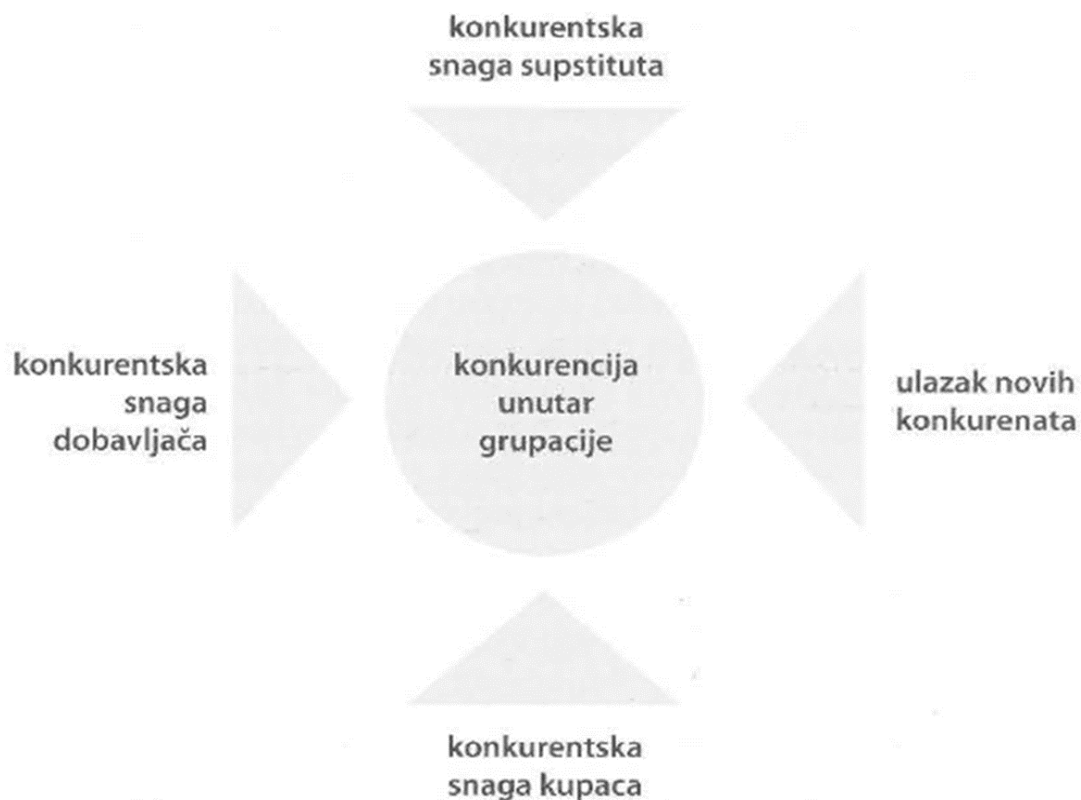 konkurentska
snaga supstituta
konkurentska
snaga
dobavljača
konkurencija
unutar
grupacije
ulazak novih
konkurenata
konkurentska
snaga kupaca